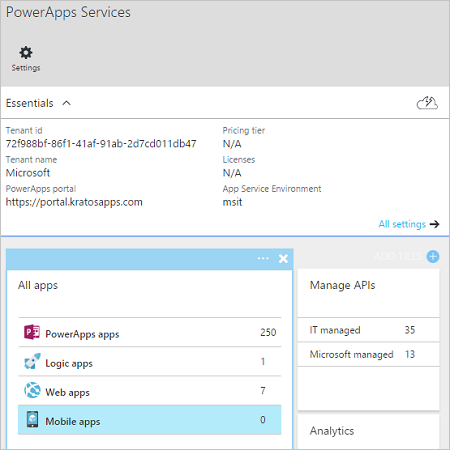 PowerApps Services
Settings
Essentials
Tenant id
72f988bf-86f1-41af-91ab-2d7cd011db47
Pricing tier
N/A
Tenant name
Microsoft
Licenses
N/A
PowerApps portal
https://portal.kratosapps.com
App Service Environment
msit
All settings
ADD TILES
All apps
PowerApps apps 250
Logic apps 1
Web apps 7
Mobile apps 0
Manage APIs
IT managed 35
Microsoft managed 13
Analytics